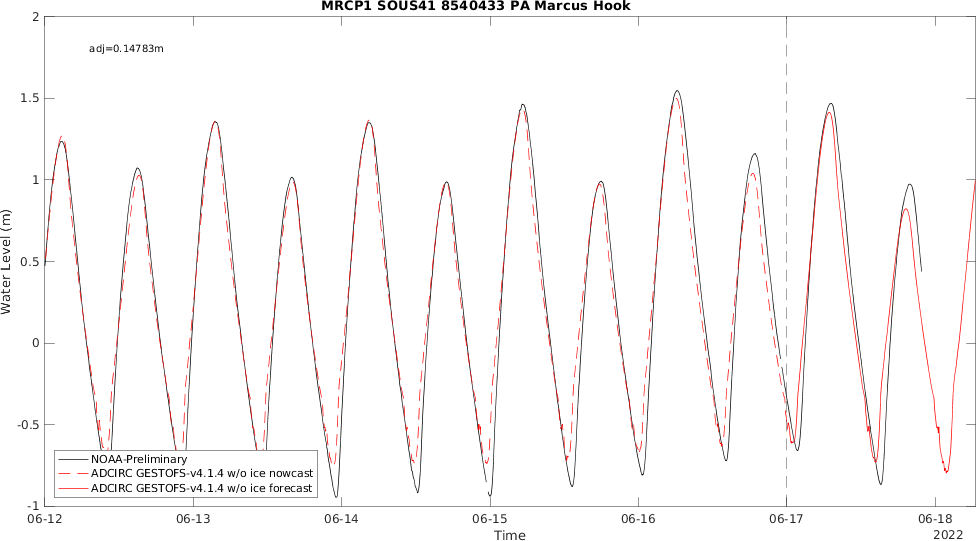 MRCP1 SOUS41 8540433 PA Marcus Hook
adj=0.14783m
2
1.5
1
0.5
0
-0.5
-1
Water Level (m)
NOAA-Preliminary
ADCIRC GESTOFS-v4.1.4 w/o ice nowcast
ADCIRC GESTOFS-v4.1.4 w/o ice forecast
06-12 06-13 06-14 06-15 06-16 06-17 06-18
Time
2022